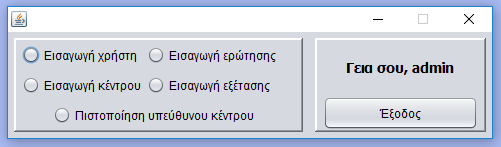 Εισαγωγή χρήστη Εισαγωγή ερώτησης
Εισαγωγή κέντρου Εισαγωγή εξέτασης
Πιστοποίηση υπεύθυνου κέντρου
Γεια σου, admin
Έξοδος